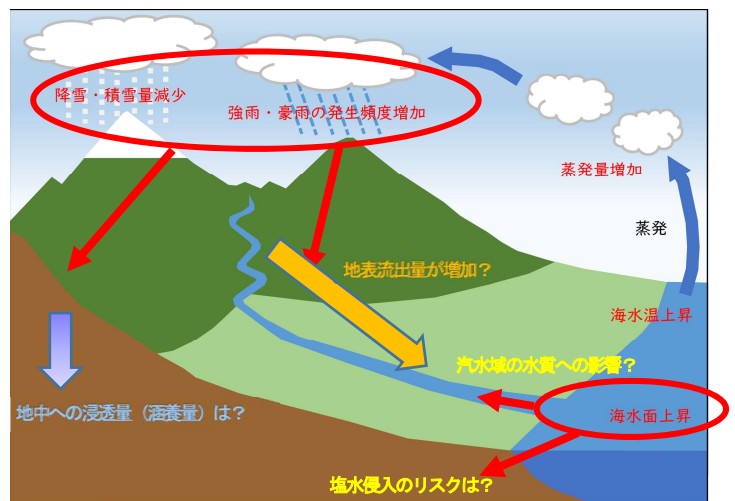 降雪・積雪量減少
強雨・豪雨の発生頻度増加
蒸発量増加
蒸発
地表流出量が増加？
海水温上昇
汽水域の水質への影響？
地中への浸透量（涵養量）は？
海水面上昇
塩水侵入のリスクは？